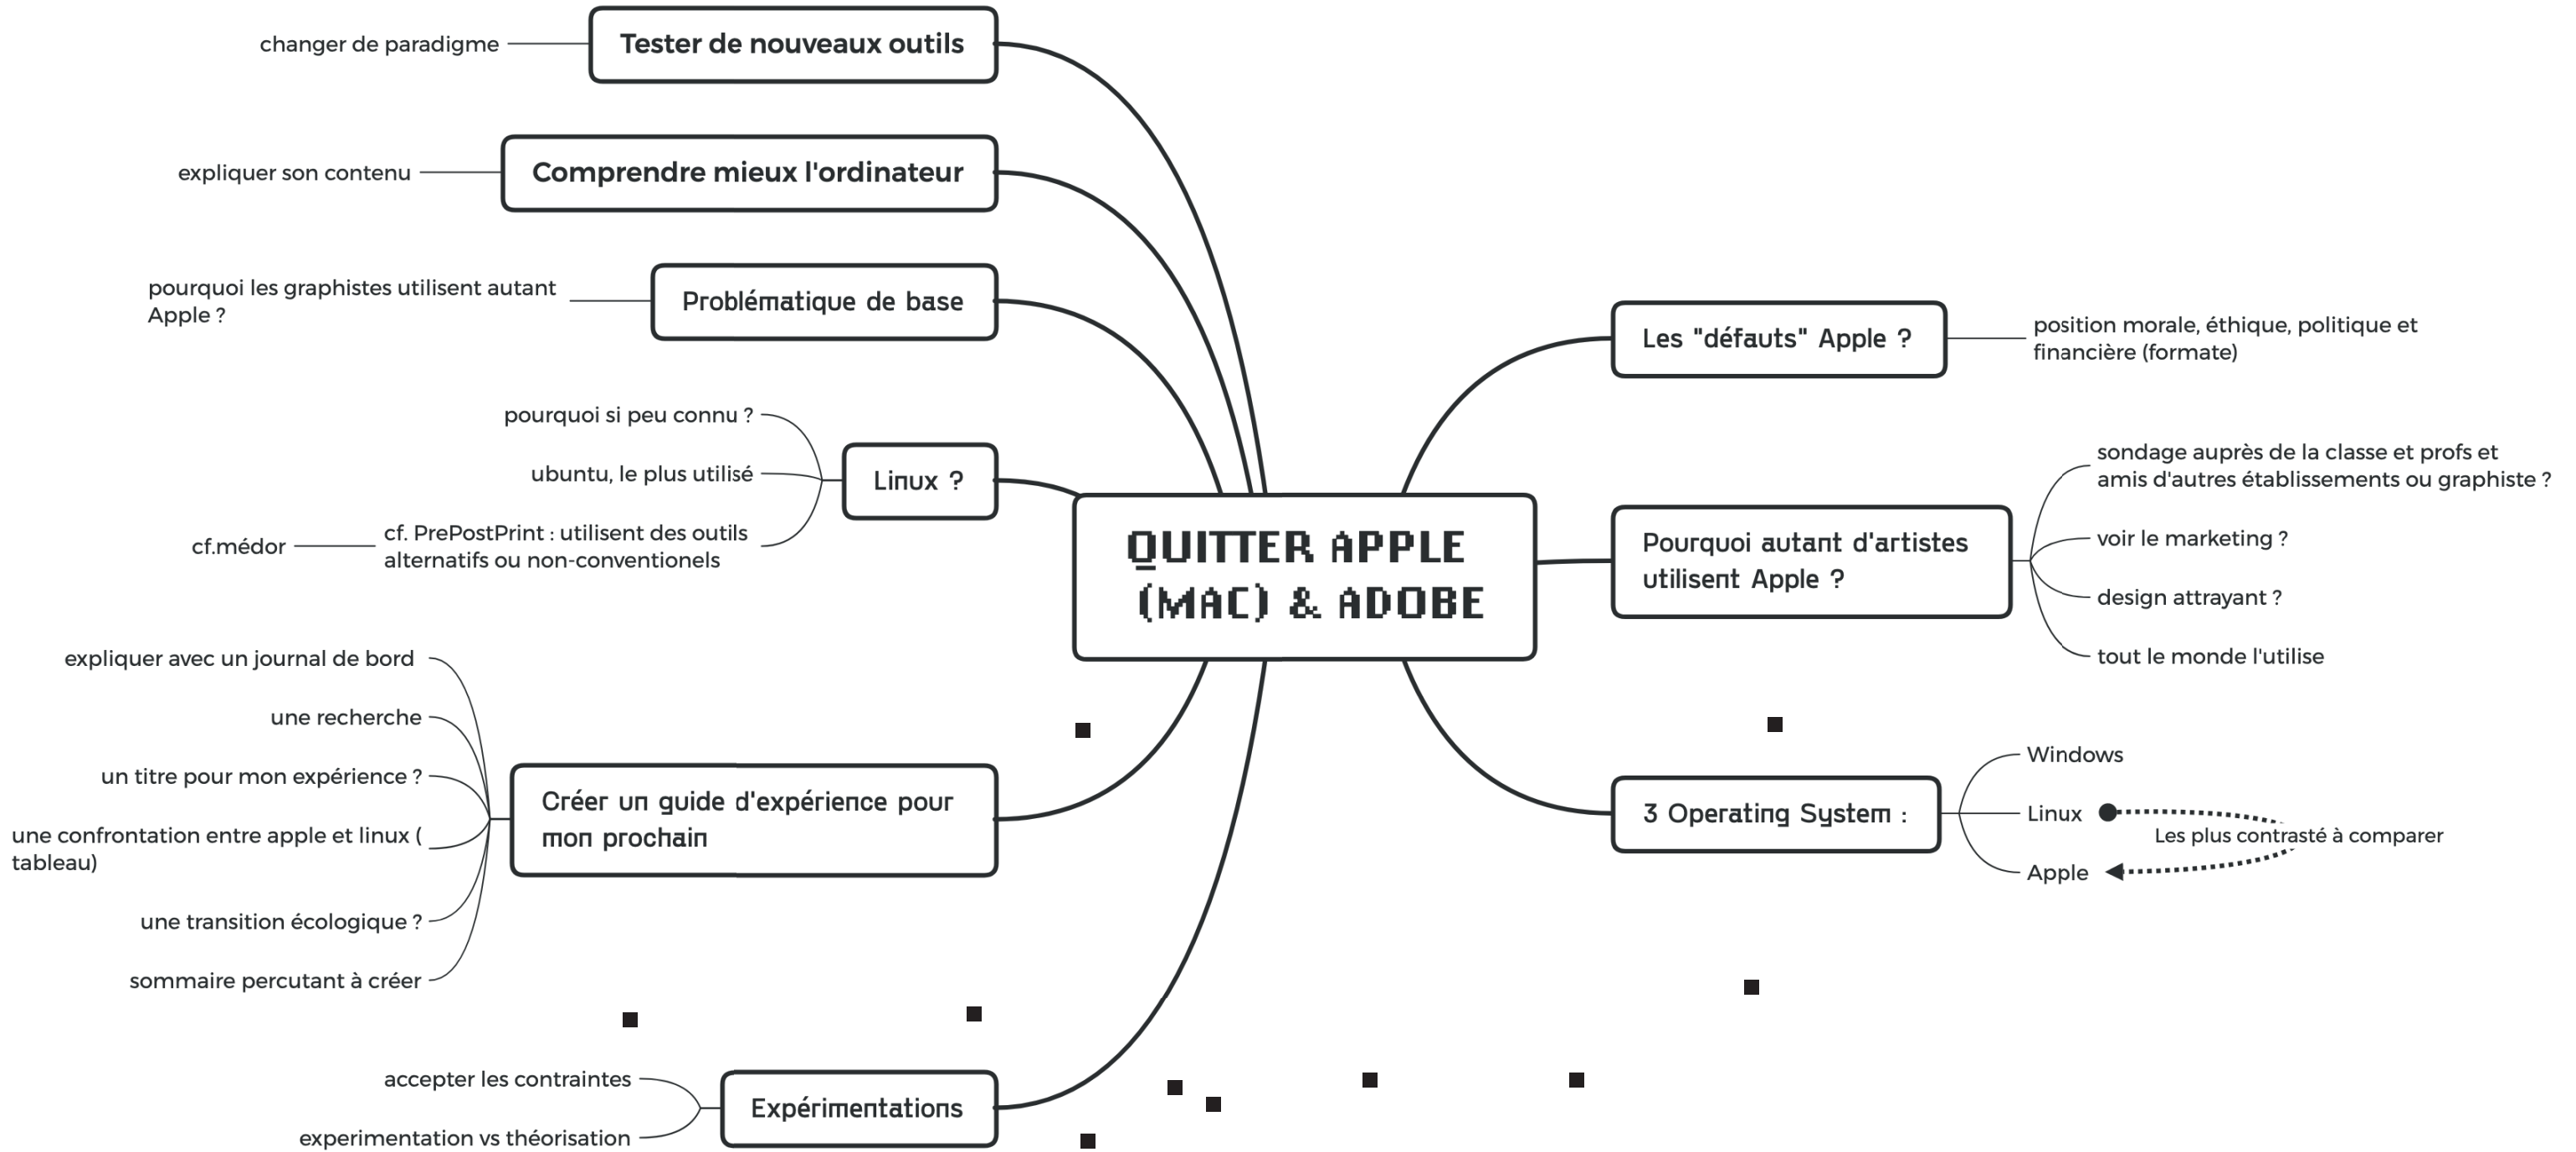 changer de paradigme
Tester de nouveaux outils
expliquer son contenu
Comprendre mieux l'ordinateur
pourquoi les graphistes utilisent autant
Apple ?
Problématique de base
pourquoi si peu connu ?
ubuntu, le plus utilisé
cf.médor
cf. PrePostPrint : utilisent des outils
alternatifs ou non-conventionels
Linux ?
QUITTER APPLE
(MAC) & ADOBE
expliquer avec un journal de bord
une recherche
un titre pour mon expérience ?
une confrontation entre apple et linux (
tableau)
une transition écologique ?
sommaire percutant à créer
Créer un guide d'expérience pour
mon prochain
accepter les contraintes
experimentation vs théorisation
Expérimentations
Les "défauts" Apple ?
position morale, éthique, politique et
financière (formate)
Pourquoi autant d'artistes
utilisent Apple ?
sondage auprès de la classe et profs et
amis d'autres établissements ou graphiste ?
voir le marketing ?
design attrayant ?
tout le monde l'utilise
3 Operating System :
Windows
Linux
Les plus contrasté à comparer
Apple